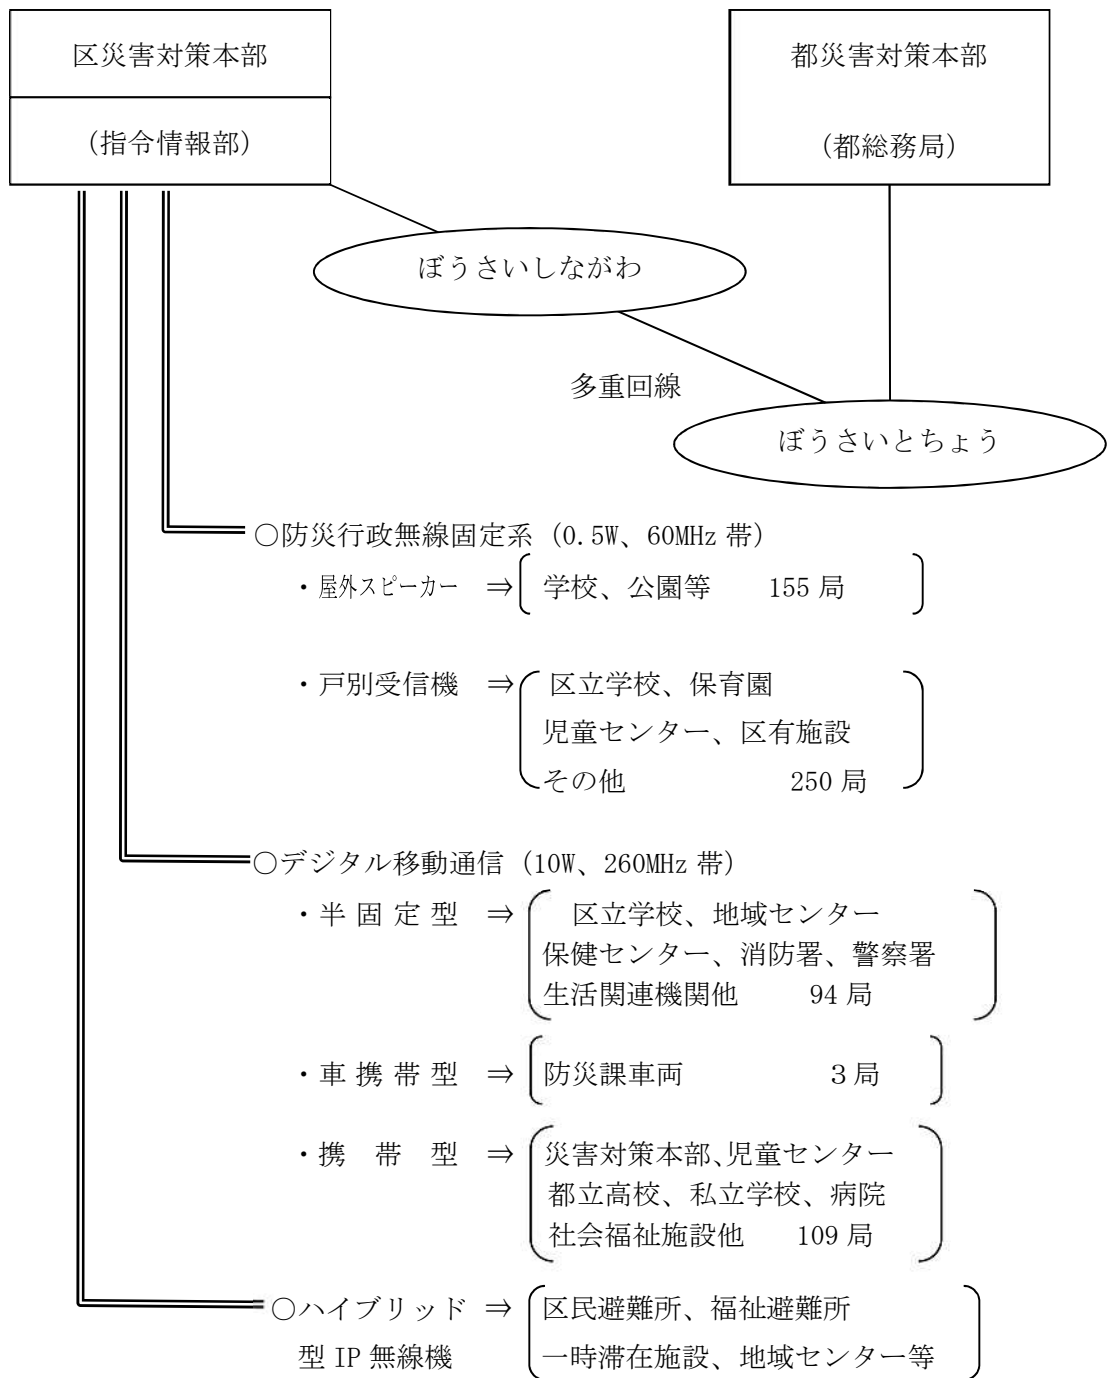 区災害対策本部
(指令情報部)
都災害対策本部
(都総務局)
ぼうさいしながわ
多重回線
ぼうさいとちょう
○防災行政無線固定系（0.5W、60MHz 帯）
・屋外スピーカー ⇒ 学校、公園等 155 局
・戸別受信機 ⇒ 区立学校、保育園
児童センター、区有施設
その他 250 局
○デジタル移動通信（10W、260MHz 帯）
・半固定型 ⇒ 区立学校、地域センター
保健センター、消防署、警察署
生活関連機関他 94 局
・車携帯型 ⇒ 防災課車両 3局
・携帯型 ⇒ 災害対策本部、児童センター
都立高校、私立学校、病院
社会福祉施設他 109 局
○ハイブリッド ⇒ 区民避難所、福祉避難所
型 IP 無線機 一時滞在施設、地域センター等